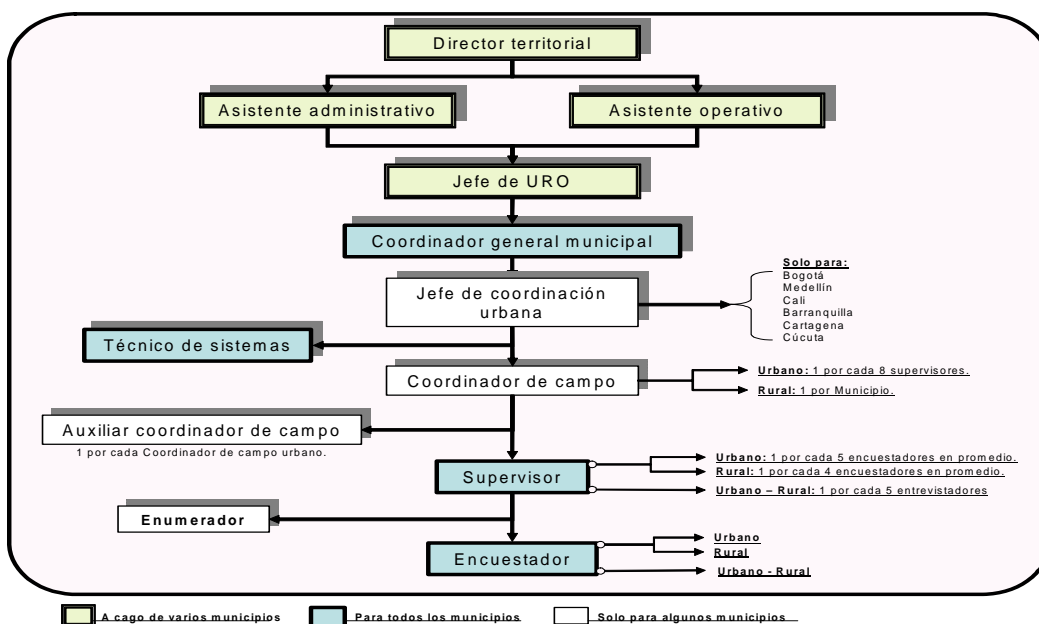 Director territorial
Asistente administrativo
Asistente operativo
Jefe de URO
Coordinador general municipal
Jefe de coordinación
urbana
Solo para:
Bogotá
Medellín
Cali
Barranquilla
Cartagena
Cúcuta
Técnico de sistemas
Coordinador de campo
Urbano: 1 por cada 8 supervisores.
Rural: 1 por Municipio.
Auxiliar coordinador de campo
1 por cada Coordinador de campo urbano.
Supervisor
Urbano: 1 por cada 5 encuestadores en promedio.
Rural: 1 por cada 4 encuestadores en promedio.
Urbano – Rural: 1 por cada 5 entrevistadores
Enumerador
Encuestador
Urbano
Rural
Urbano - Rural
A cago de varios municipios
Para todos los municipios
Solo para algunos municipios